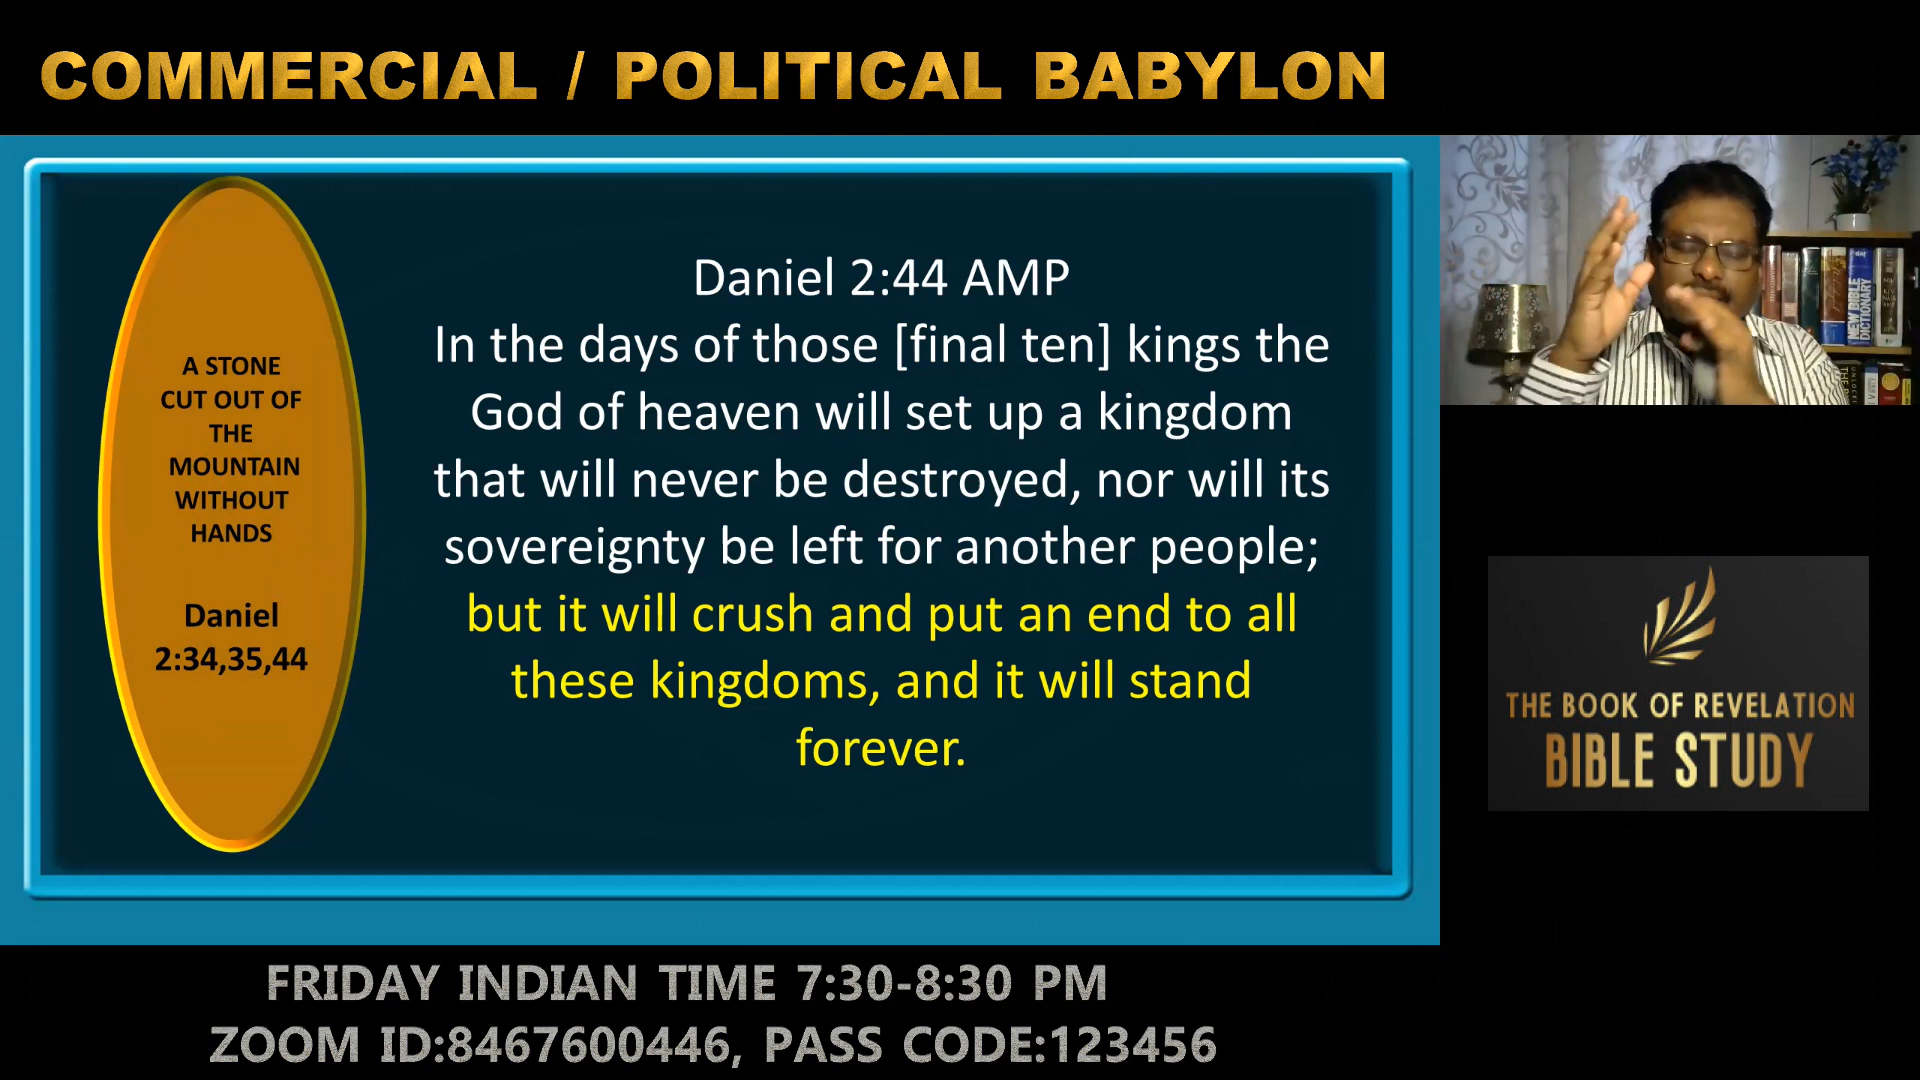 COMMERCIAL / POLITICAL BABYLON
A STONE
CUT OUT OF
THE
MOUNTAIN
WITHOUT
HANDS
Daniel
2:34,35,44
Daniel 2:44 AMP
In the days of those [final ten] kings the
God of heaven will set up a kingdom
that will never be destroyed, nor will its
sovereignty be left for another people;
but it will crush and put an end to all
these kingdoms, and it will stand
forever.
NEW BIBLE
DICTIONARY
THE BOOK OF REVELATION
BIBLE STUDY
FRIDAY INDIAN TIME 7:30-8:30 PM
ZOOM ID:8467600446, PASS CODE:123456